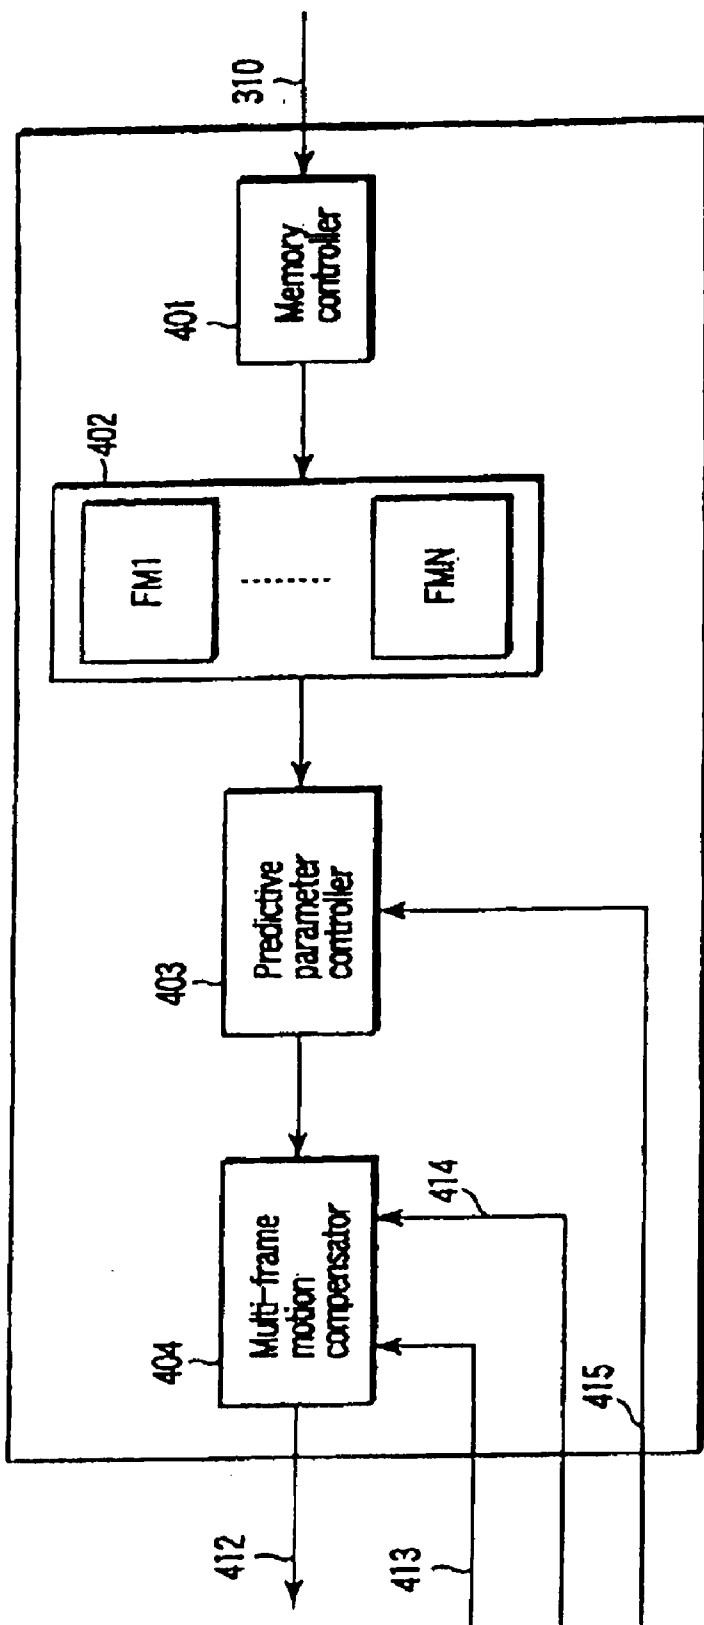 310
401
Memory
controller
402
FM1
FMN
403
Predictive
parameter
controller
404
Multi-frame
motion
compensator
414
415
412
413